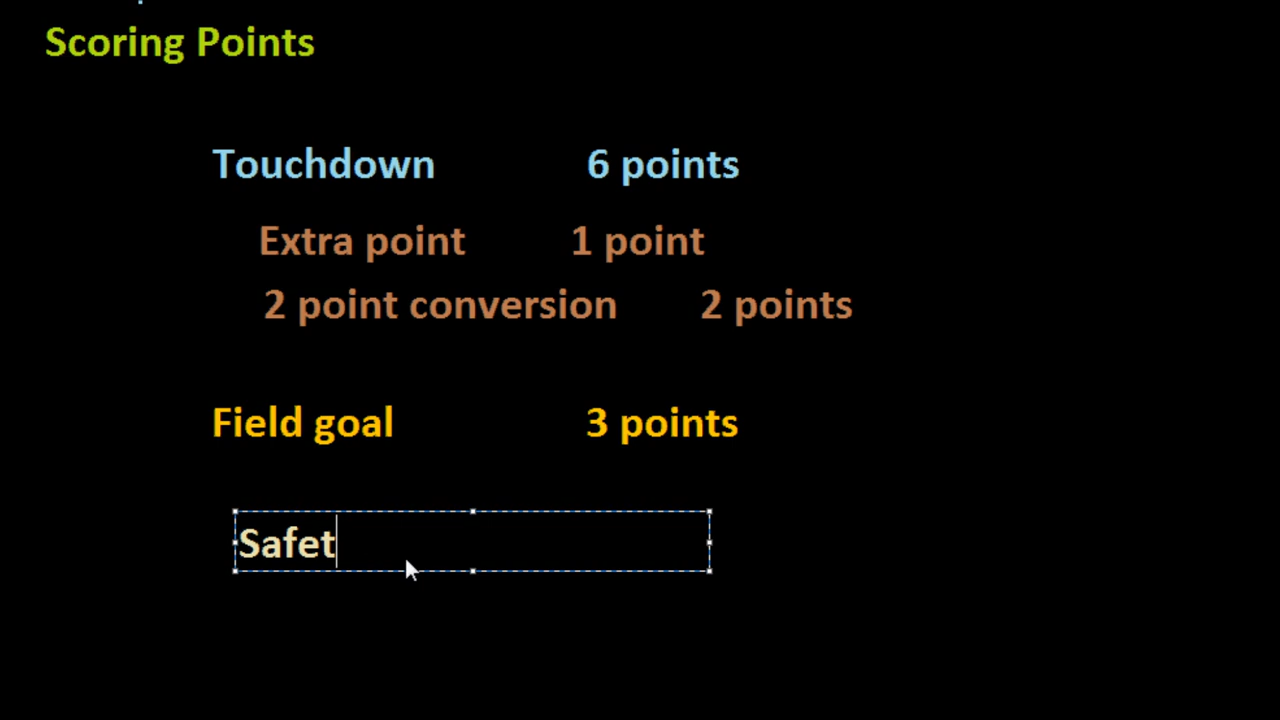 Scoring Points
Touchdown 6 points
Extra point 1 point
2 point conversion 2 points
Field goal 3 points
Safet